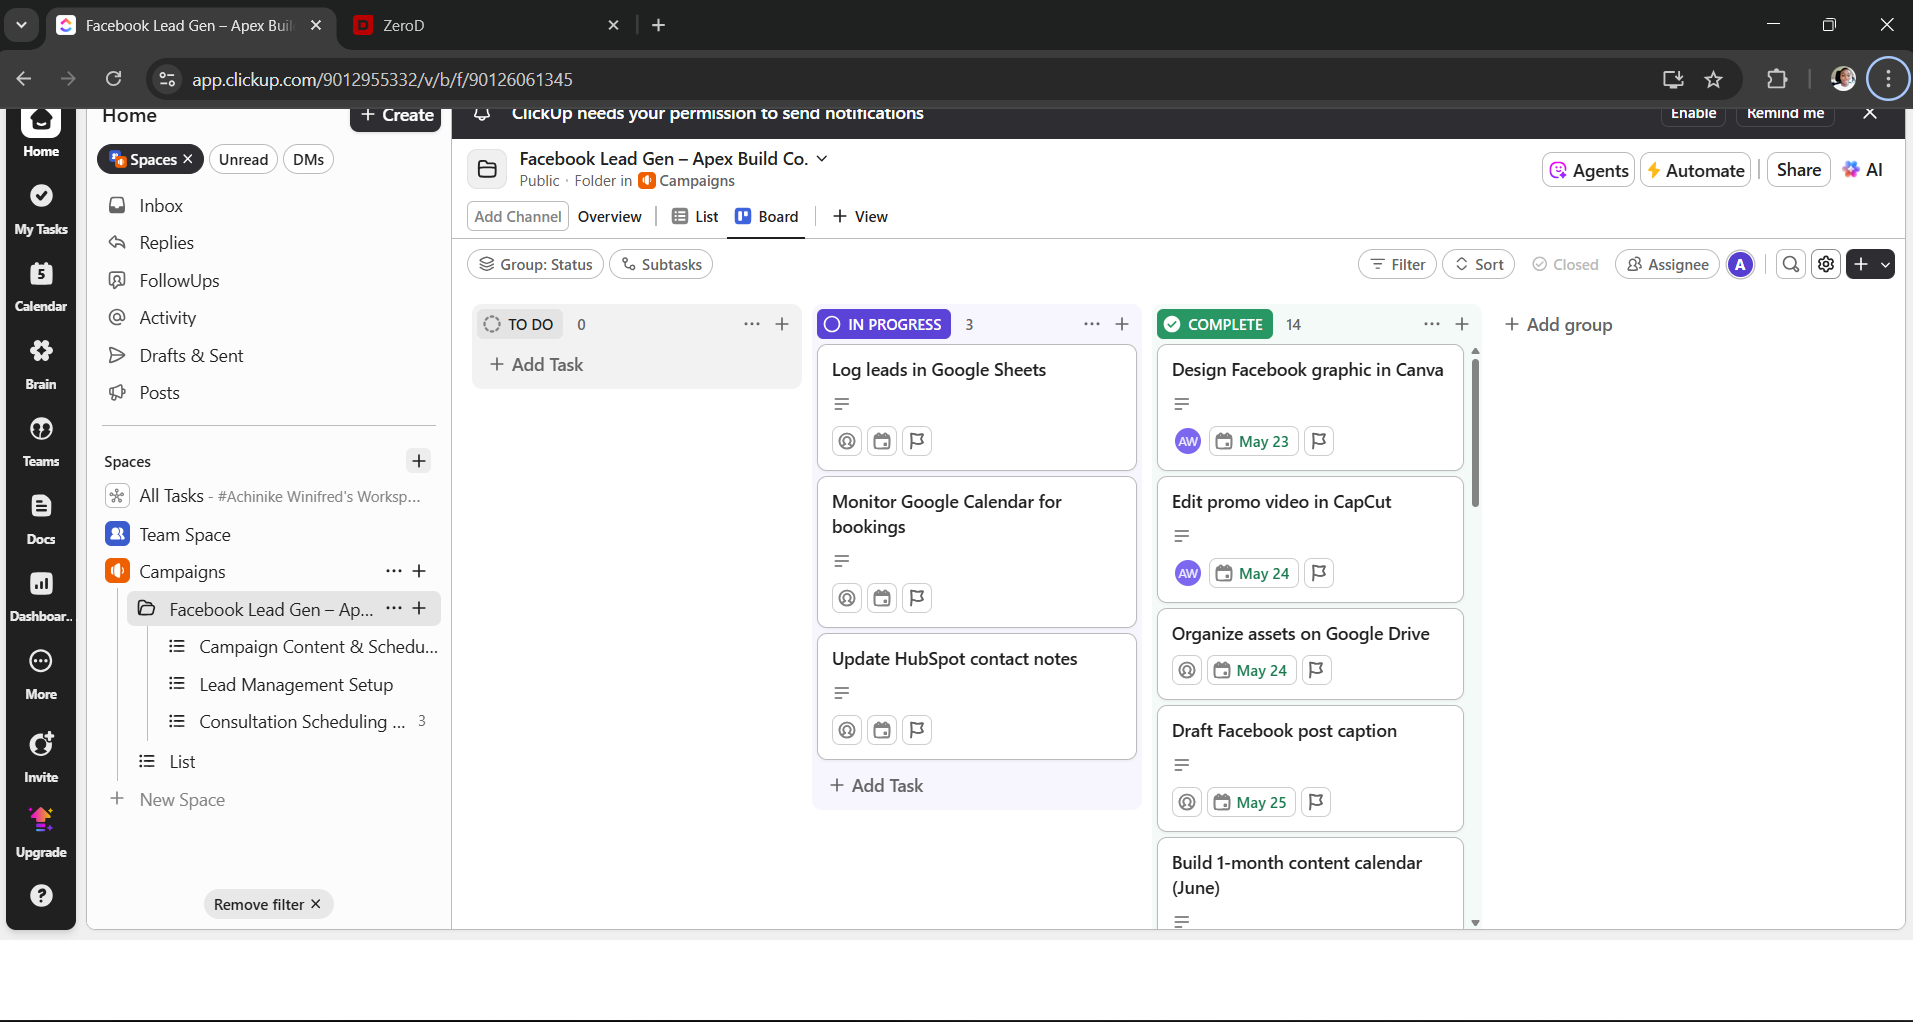 Facebook Lead Gen – Apex Buil
ZeroD
app.clickup.com/9012955332/v/b/f/90126061345
Home
My Tasks
5
Calendar
Brain
Teams
Docs
Dashboar..
More
Invite
Upgrade
?
Home
+ Create
Spaces ×
Unread
DMs
Inbox
Replies
FollowUps
Activity
Drafts & Sent
Posts
Spaces
All Tasks - #Achinike Winifred's Worksp...
Team Space
Campaigns
Facebook Lead Gen – Ap...
Campaign Content & Schedu...
Lead Management Setup
Consultation Scheduling ... 3
List
+ New Space
Remove filter ×
ClickUp needs your permission to send notifications
Enable
Remind me
Facebook Lead Gen – Apex Build Co.
Public · Folder in Campaigns
Agents
Automate
Share
AI
Add Channel
Overview
List
Board
+ View
Group: Status
Subtasks
Filter
Sort
Closed
Assignee
A
TO DO 0
+ Add Task
IN PROGRESS 3
Log leads in Google Sheets
Monitor Google Calendar for
bookings
Update HubSpot contact notes
+ Add Task
COMPLETE 14
Design Facebook graphic in Canva
AW May 23
Edit promo video in CapCut
AW May 24
Organize assets on Google Drive
May 24
Draft Facebook post caption
May 25
Build 1-month content calendar
(June)
+ Add group